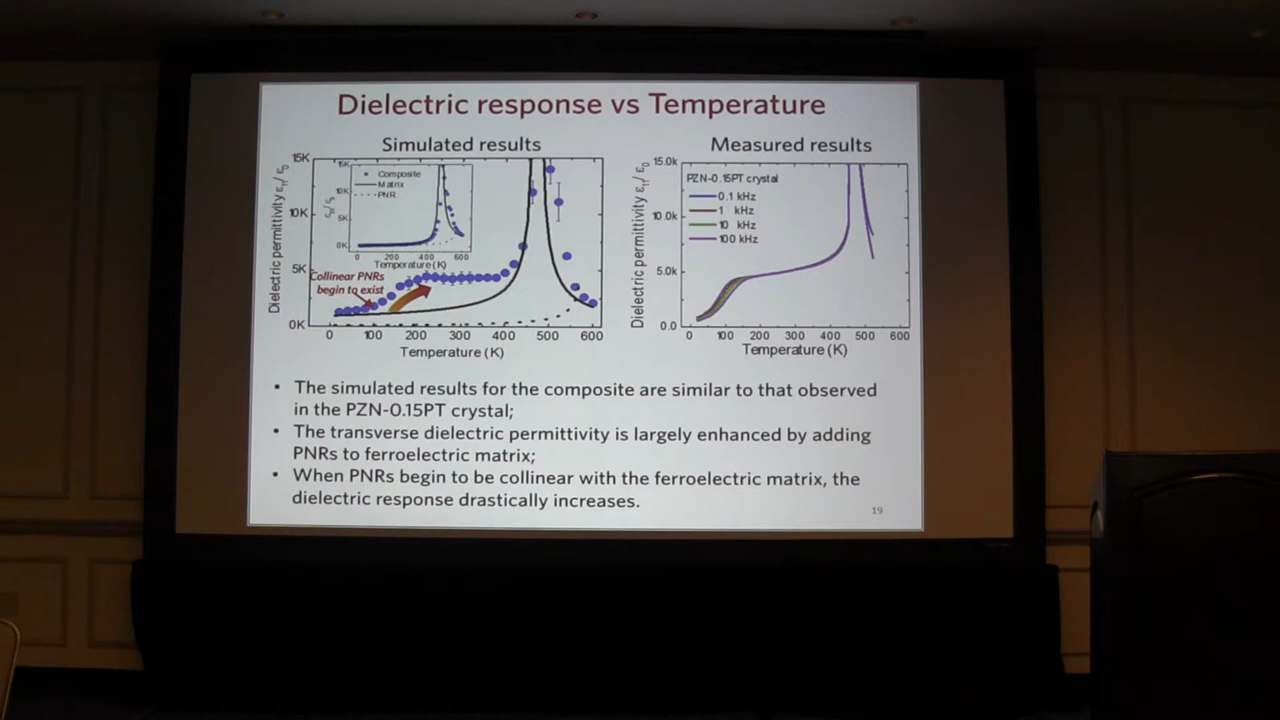 Dielectric response vs Temperature
Simulated results
Dielectric permittivity ε11/ ε0
15K
10K
5K
0K
0
100
200
300
400
500
600
Temperature (K)
15K
10K
5K
0K
0
200
400
600
Temperature (K)
Composite
Matrix
PNR
Collinear PNRs
begin to exist
Measured results
Dielectric permittivity ε11/ ε0
15.0k
10.0k
5.0k
0.0
0
100
200
300
400
500
600
Temperature (K)
PZN-0.15PT crystal
0.1 kHz
1 kHz
10 kHz
100 kHz
• The simulated results for the composite are similar to that observed
in the PZN-0.15PT crystal;
• The transverse dielectric permittivity is largely enhanced by adding
PNRs to ferroelectric matrix;
• When PNRs begin to be collinear with the ferroelectric matrix, the
dielectric response drastically increases.
19